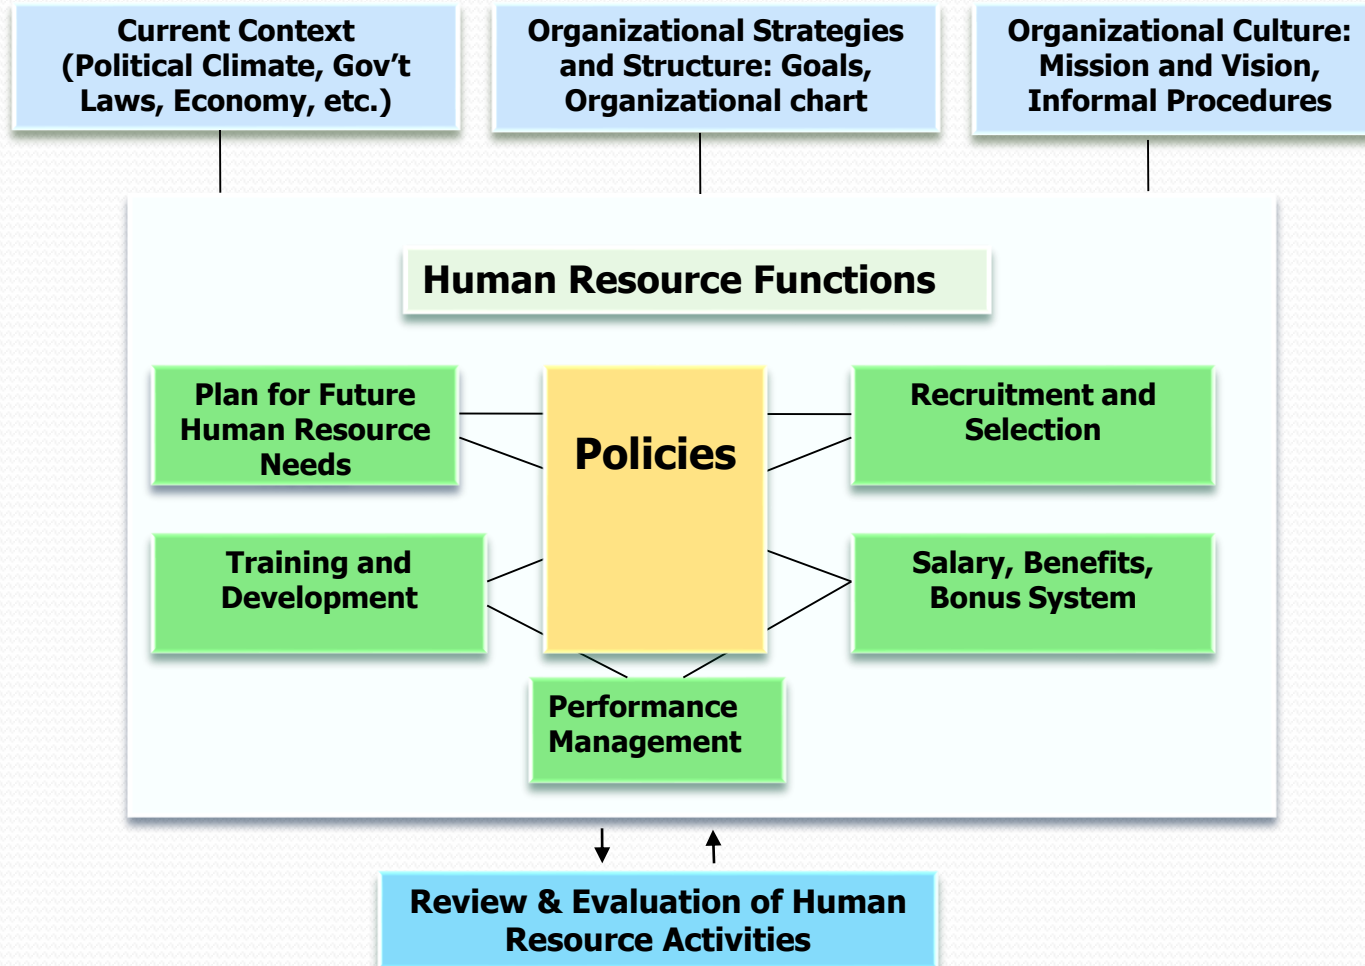 Current Context
(Political Climate, Gov’t
Laws, Economy, etc.)
Organizational Strategies
and Structure: Goals,
Organizational chart
Organizational Culture:
Mission and Vision,
Informal Procedures
Human Resource Functions
Plan for Future
Human Resource
Needs
Policies
Recruitment and
Selection
Training and
Development
Salary, Benefits,
Bonus System
Performance
Management
Review & Evaluation of Human
Resource Activities